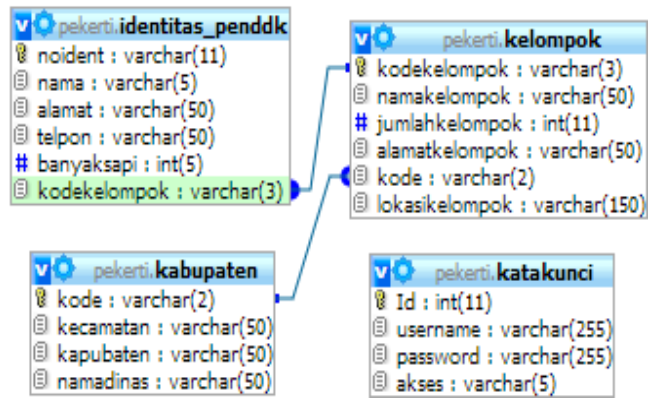 pekerti.identitas_penddk
noident : varchar(11)
nama : varchar(5)
alamat : varchar(50)
telpon : varchar(50)
# banyaksapi : int(5)
kodekelompok : varchar(3)
pekerti.kelompok
kodekelompok : varchar(3)
namakelompok : varchar(50)
# jumlahkelompok : int(11)
alamatkelompok : varchar(50)
kode : varchar(2)
lokasikelompok : varchar(150)
pekerti.kabupaten
kode : varchar(2)
kecamatan : varchar(50)
kapubaten : varchar(50)
namadinas : varchar(50)
pekerti.katakunci
Id : int(11)
username : varchar(255)
password : varchar(255)
akses : varchar(5)